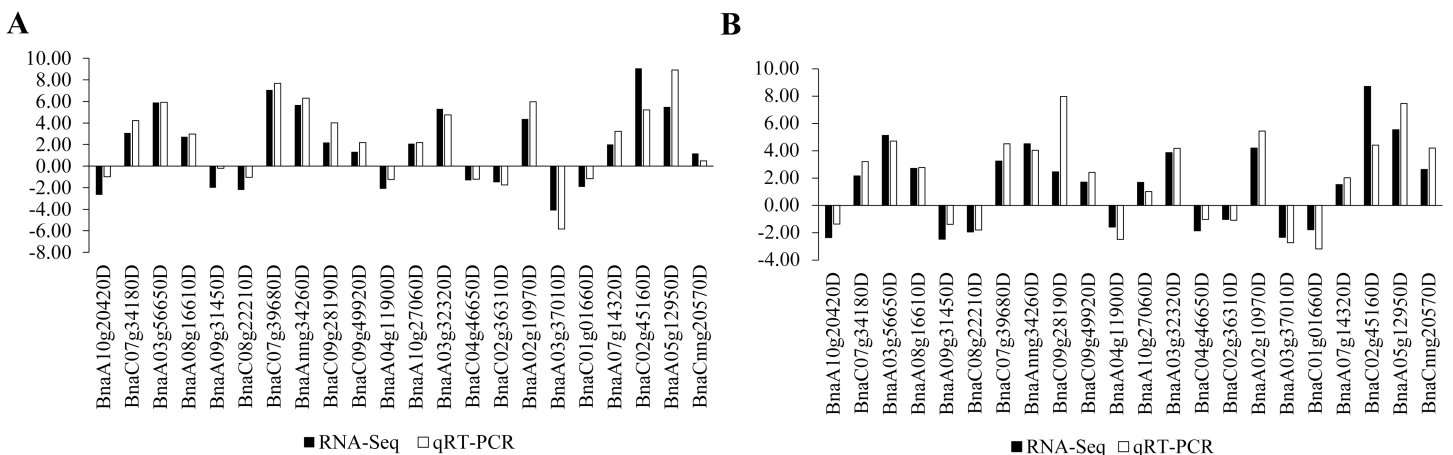 A
10.00
8.00
6.00
4.00
2.00
0.00
-2.00
-4.00
-6.00
-8.00
BnaA10g20420D
BnaC07g34180D
BnaA03g56650D
BnaA08g16610D
BnaA09g31450D
BnaC08g22210D
BnaC07g39680D
BnaAnng34260D
BnaC09g28190D
BnaC09g49920D
BnaA04g11900D
BnaA10g27060D
BnaA03g32320D
BnaC04g46650D
BnaC02g36310D
BnaA02g10970D
BnaA03g37010D
BnaC01g01660D
BnaA07g14320D
BnaC02g45160D
BnaA05g12950D
BnaCnng20570D
RNA-Seq qRT-PCR
B
10.00
8.00
6.00
4.00
2.00
0.00
-2.00
-4.00
BnaA10g20420D
BnaC07g34180D
BnaA03g56650D
BnaA08g16610D
BnaA09g31450D
BnaC08g22210D
BnaC07g39680D
BnaAnng34260D
BnaC09g28190D
BnaC09g49920D
BnaA04g11900D
BnaA10g27060D
BnaA03g32320D
BnaC04g46650D
BnaC02g36310D
BnaA02g10970D
BnaA03g37010D
BnaC01g01660D
BnaA07g14320D
BnaC02g45160D
BnaA05g12950D
BnaCnng20570D
RNA-Seq qRT-PCR